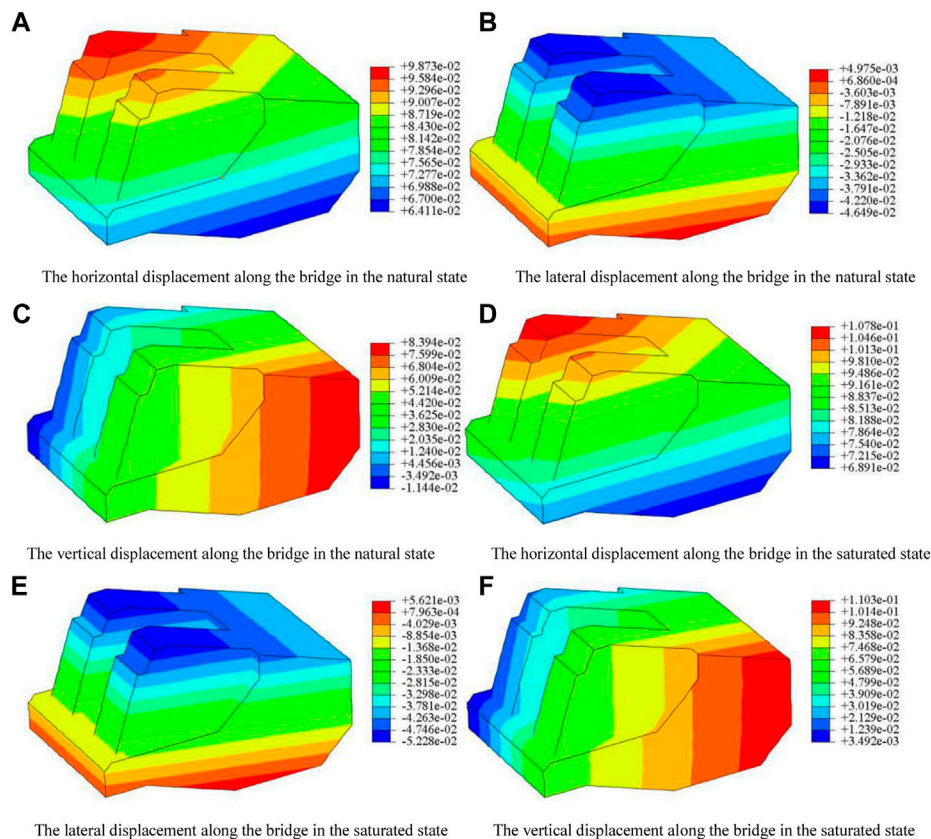 A
+9.873e-02
+9.584e-02
+9.296e-02
+9.007e-02
+8.719e-02
+8.430e-02
+8.142e-02
+7.854e-02
+7.565e-02
+7.277e-02
+6.988e-02
+6.700e-02
+6.411e-02
The horizontal displacement along the bridge in the natural state
B
+4.975e-03
+6.860e-04
-3.603e-03
-7.891e-03
-1.218e-02
-1.647e-02
-2.076e-02
-2.505e-02
-2.933e-02
-3.362e-02
-3.791e-02
-4.220e-02
-4.649e-02
The lateral displacement along the bridge in the natural state
C
+8.394e-02
+7.599e-02
+6.804e-02
+6.009e-02
+5.214e-02
+4.420e-02
+3.625e-02
+2.830e-02
+2.035e-02
+1.240e-02
+4.456e-03
-3.492e-03
-1.144e-02
The vertical displacement along the bridge in the natural state
D
+1.078e-01
+1.046e-01
+1.013e-01
+9.810e-02
+9.486e-02
+9.161e-02
+8.837e-02
+8.513e-02
+8.188e-02
+7.864e-02
+7.540e-02
+7.215e-02
+6.891e-02
The horizontal displacement along the bridge in the saturated state
E
+5.621e-03
+7.963e-04
-4.029e-03
-8.854e-03
-1.368e-02
-1.850e-02
-2.333e-02
-2.815e-02
-3.298e-02
-3.781e-02
-4.263e-02
-4.746e-02
-5.228e-02
The lateral displacement along the bridge in the saturated state
F
+1.103e-01
+1.014e-01
+9.248e-02
+8.358e-02
+7.468e-02
+6.579e-02
+5.689e-02
+4.799e-02
+3.909e-02
+3.019e-02
+2.129e-02
+1.239e-02
+3.492e-03
The vertical displacement along the bridge in the saturated state